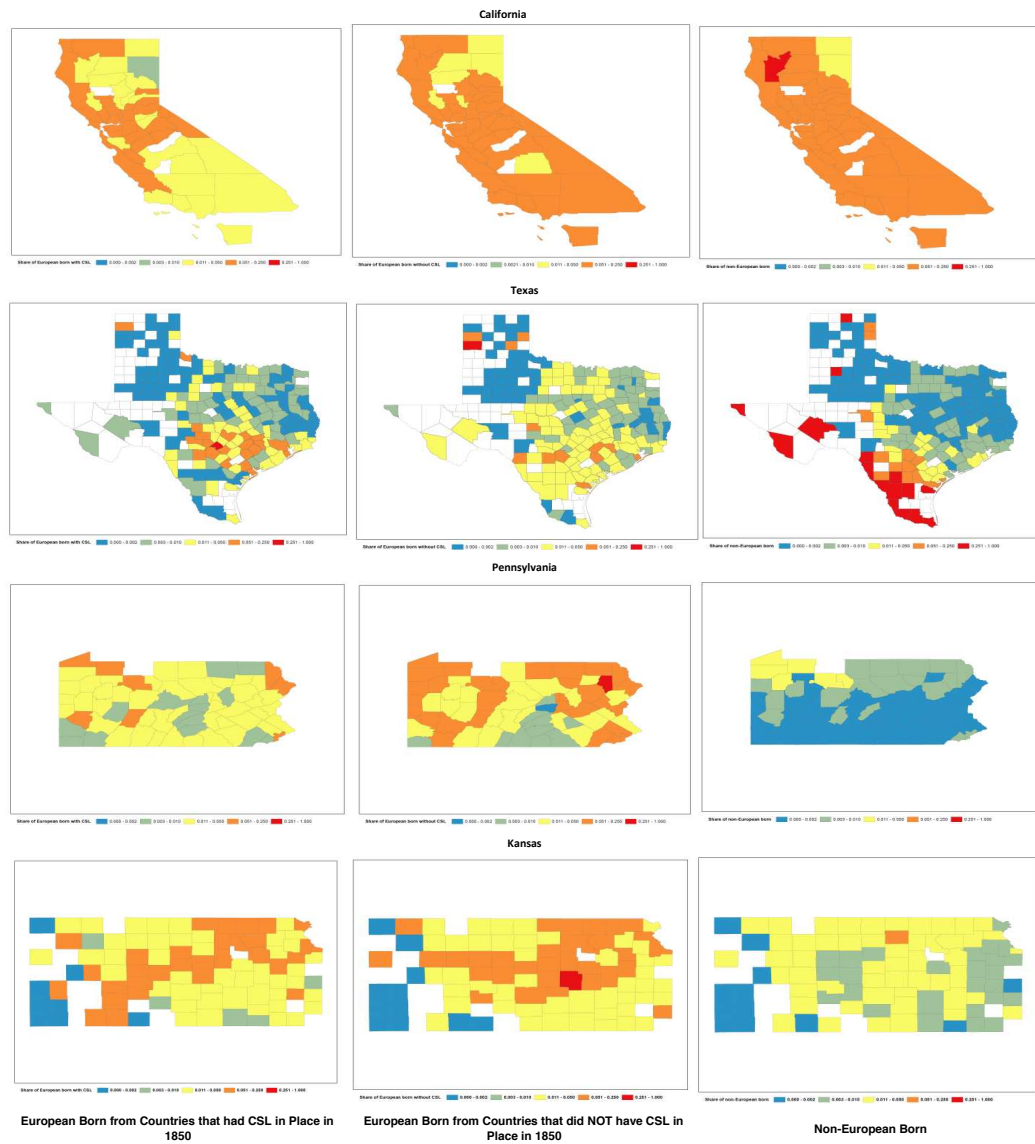 California
Share of European born with CSL 0.000 - 0.002 0.003 - 0.010 0.011 - 0.050 0.051 - 0.250 0.251 - 1.000
Share of European born without CSL 0.000 - 0.002 0.0021 - 0.010 0.011 - 0.050 0.051 - 0.250 0.251 - 1.000
Share of non-European born 0.000 - 0.002 0.003 - 0.010 0.011 - 0.050 0.051 - 0.250 0.251 - 1.000
Texas
Share of European born with CSL 0.000 - 0.002 0.003 - 0.010 0.011 - 0.050 0.051 - 0.250 0.251 - 1.000
Share of European born without CSL 0.000 - 0.002 0.003 - 0.010 0.011 - 0.050 0.051 - 0.250 0.251 - 1.000
Share of non-European born 0.000 - 0.002 0.003 - 0.010 0.011 - 0.050 0.051 - 0.250 0.251 - 1.000
Pennsylvania
Share of European born with CSL 0.000 - 0.002 0.003 - 0.010 0.011 - 0.050 0.051 - 0.250 0.251 - 1.000
Share of European born without CSL 0.000 - 0.002 0.003 - 0.010 0.011 - 0.050 0.051 - 0.250 0.251 - 1.000
Share of non-European born 0.000 - 0.002 0.003 - 0.010 0.011 - 0.050 0.051 - 0.250 0.251 - 1.000
Kansas
Share of European born with CSL 0.000 - 0.002 0.003 - 0.010 0.011 - 0.050 0.051 - 0.250 0.251 - 1.000
Share of European born without CSL 0.000 - 0.002 0.003 - 0.010 0.011 - 0.050 0.051 - 0.250 0.251 - 1.000
Share of non-European born 0.000 - 0.002 0.003 - 0.010 0.011 - 0.050 0.051 - 0.250 0.251 - 1.000
European Born from Countries that had CSL in Place in
1850
European Born from Countries that did NOT have CSL in
Place in 1850
Non-European Born